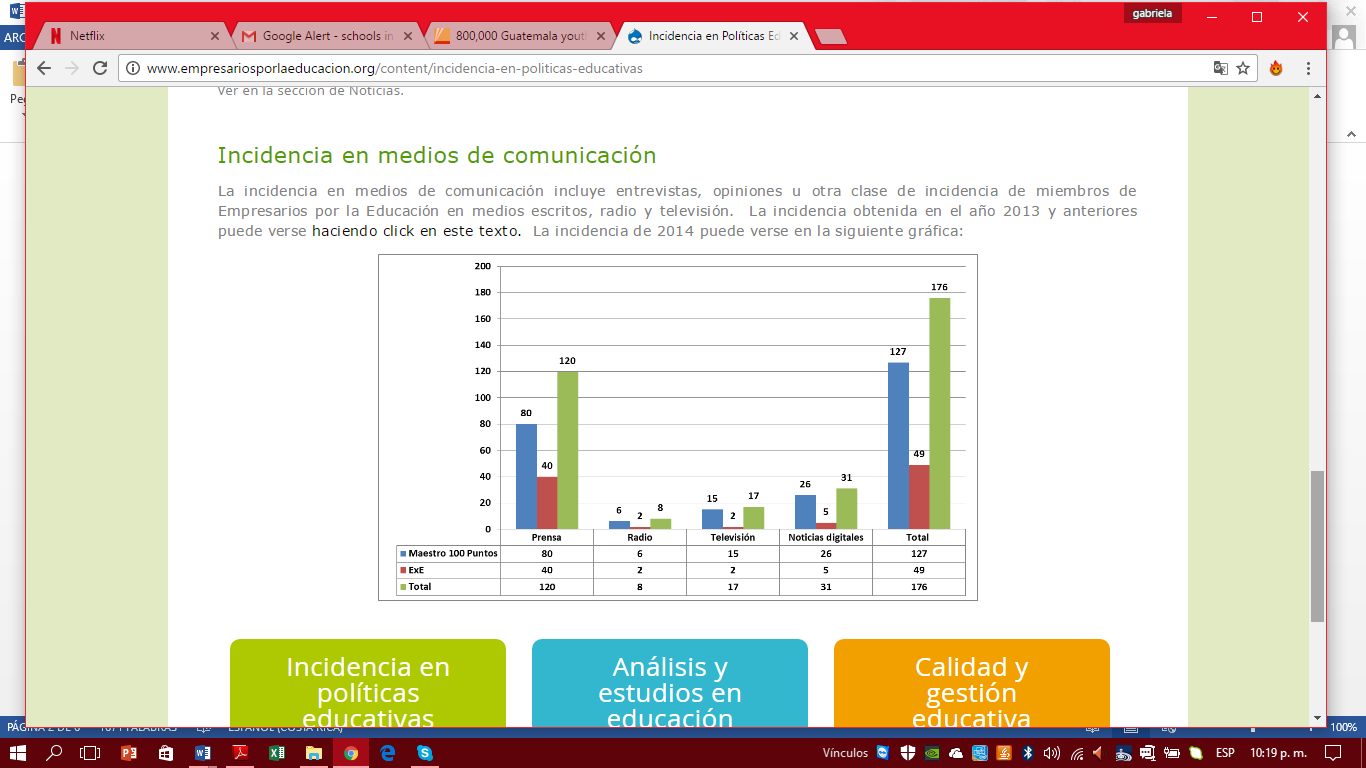 gabriela
Netflix
Google Alert - schools in
800,000 Guatemala yout
Incidencia en Políticas Ed
www.empresariosporlaeducacion.org/content/incidencia-en-politicas-educativas
ARC
Pe
Ver en la sección de Noticias.
Incidencia en medios de comunicación
La incidencia en medios de comunicación incluye entrevistas, opiniones u otra clase de incidencia de miembros de
Empresarios por la Educación en medios escritos, radio y televisión. La incidencia obtenida en el año 2013 y anteriores
puede verse haciendo click en este texto. La incidencia de 2014 puede verse en la siguiente gráfica:
200
180
160
140
120
100
80
60
40
20
0
80 40 120
6 2 8
15 2 17
26 5 31
127 49 176
Prensa Radio Televisión Noticias digitales Total
Maestro 100 Puntos 80 6 15 26 127
ExE 40 2 2 5 49
Total 120 8 17 31 176
Incidencia en
políticas
educativas
Análisis y
estudios en
educación
Calidad y
gestión
educativa
100%
Vínculos
ESP
10:19 p. m.